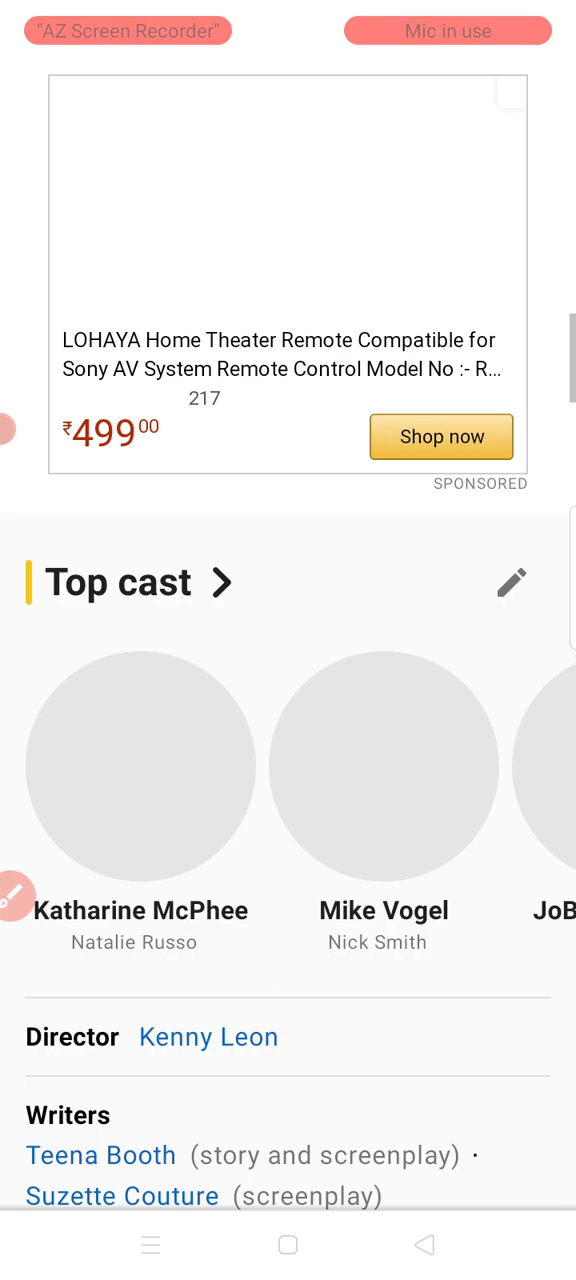 "AZ Screen Recorder" Mic in use
LOHAYA Home Theater Remote Compatible for
Sony AV System Remote Control Model No :- R...
217
₹499 00
Shop now
SPONSORED
Top cast
Katharine McPhee Mike Vogel JoB
Natalie Russo Nick Smith
Director Kenny Leon
Writers
Teena Booth (story and screenplay) ·
Suzette Couture (screenplay)